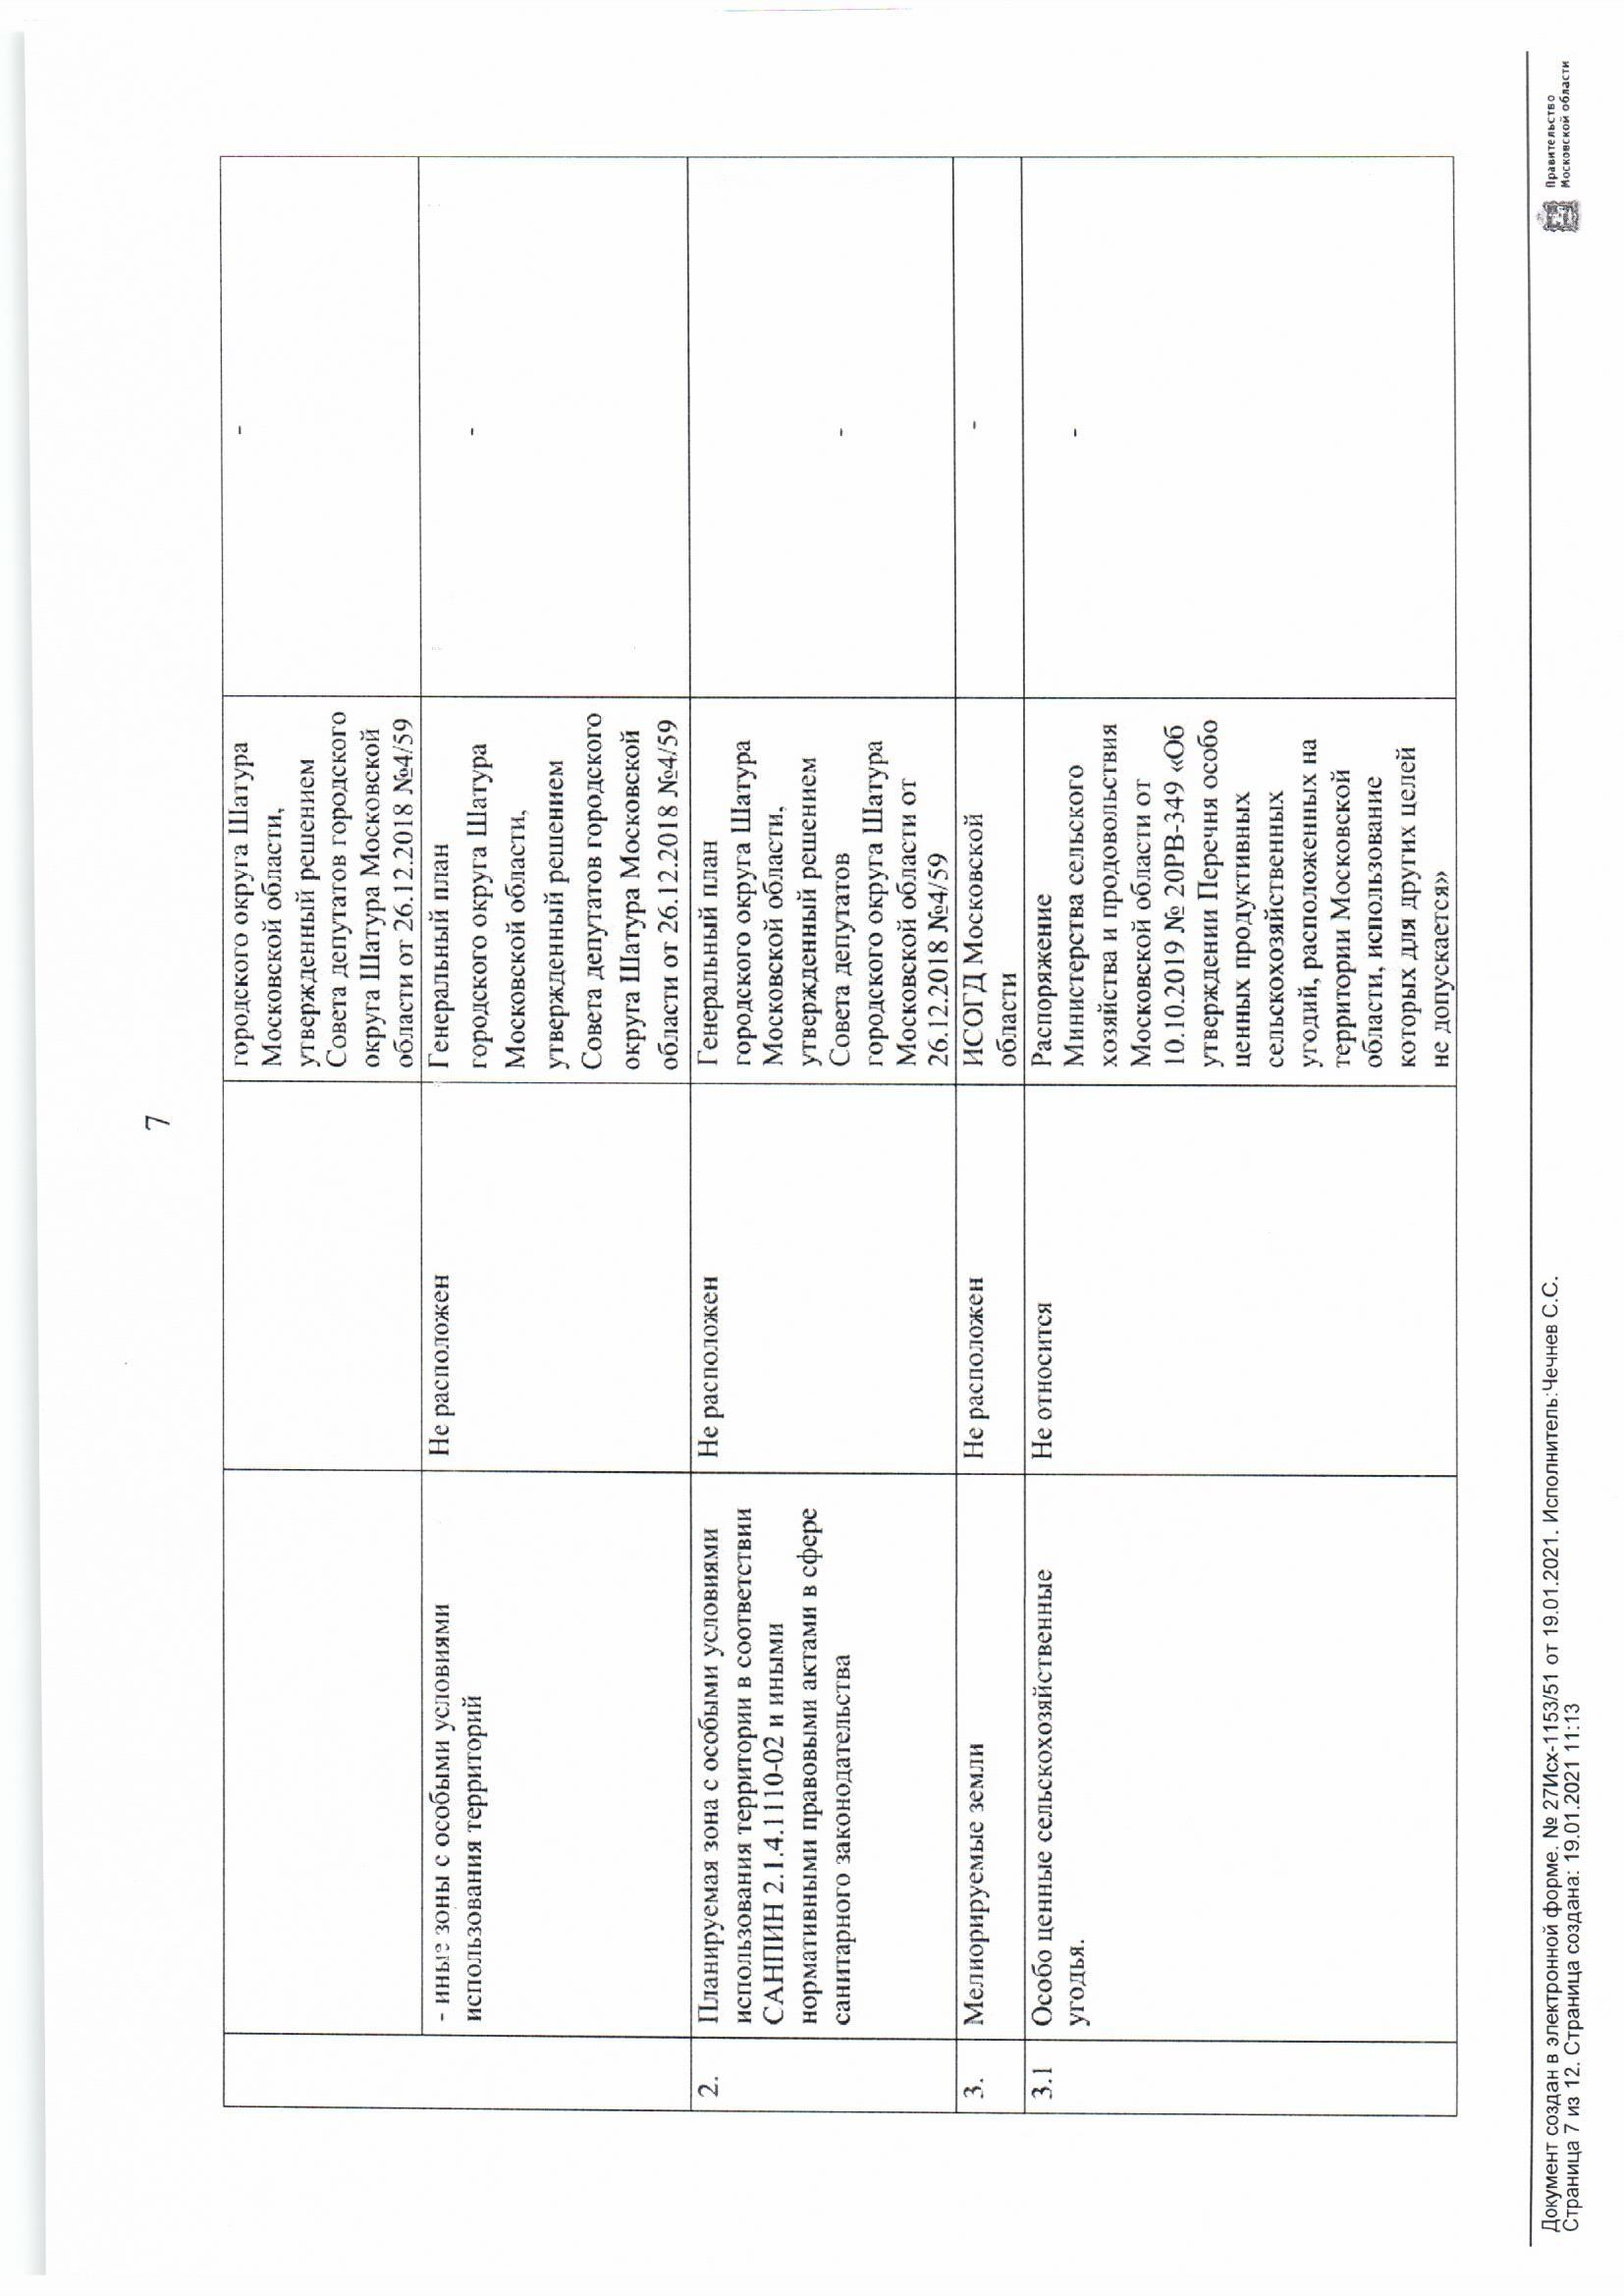 7
городского округа Шатура
Московской области,
утвержденный решением
Совета депутатов городского
округа Шатура Московской
области от 26.12.2018 №4/59
-
- иные зоны с особыми условиями
использования территорий
Не расположен
Генеральный план
городского округа Шатура
Московской области,
утвержденный решением
Совета депутатов городского
округа Шатура Московской
области от 26.12.2018 №4/59
-
2.
Планируемая зона с особыми условиями
использования территории в соответствии
САНПИН 2.1.4.1110-02 и иными
нормативными правовыми актами в сфере
санитарного законодательства
Не расположен
Генеральный план
городского округа Шатура
Московской области,
утвержденный решением
Совета депутатов
городского округа Шатура
Московской области от
26.12.2018 №4/59
-
3.
Мелиорируемые земли
Не расположен
ИСОГД Московской
области
-
3.1
Особо ценные сельскохозяйственные
угодья.
Не относится
Распоряжение
Министерства сельского
хозяйства и продовольствия
Московской области от
10.10.2019 № 20РВ-349 «Об
утверждении Перечня особо
ценных продуктивных
сельскохозяйственных
угодий, расположенных на
территории Московской
области, использование
которых для других целей
не допускается»
-
Документ создан в электронной форме. № 27Исх-1153/51 от 19.01.2021. Исполнитель:Чечнев С.С.
Страница 7 из 12. Страница создана: 19.01.2021 11:13
Правительство
Московской области